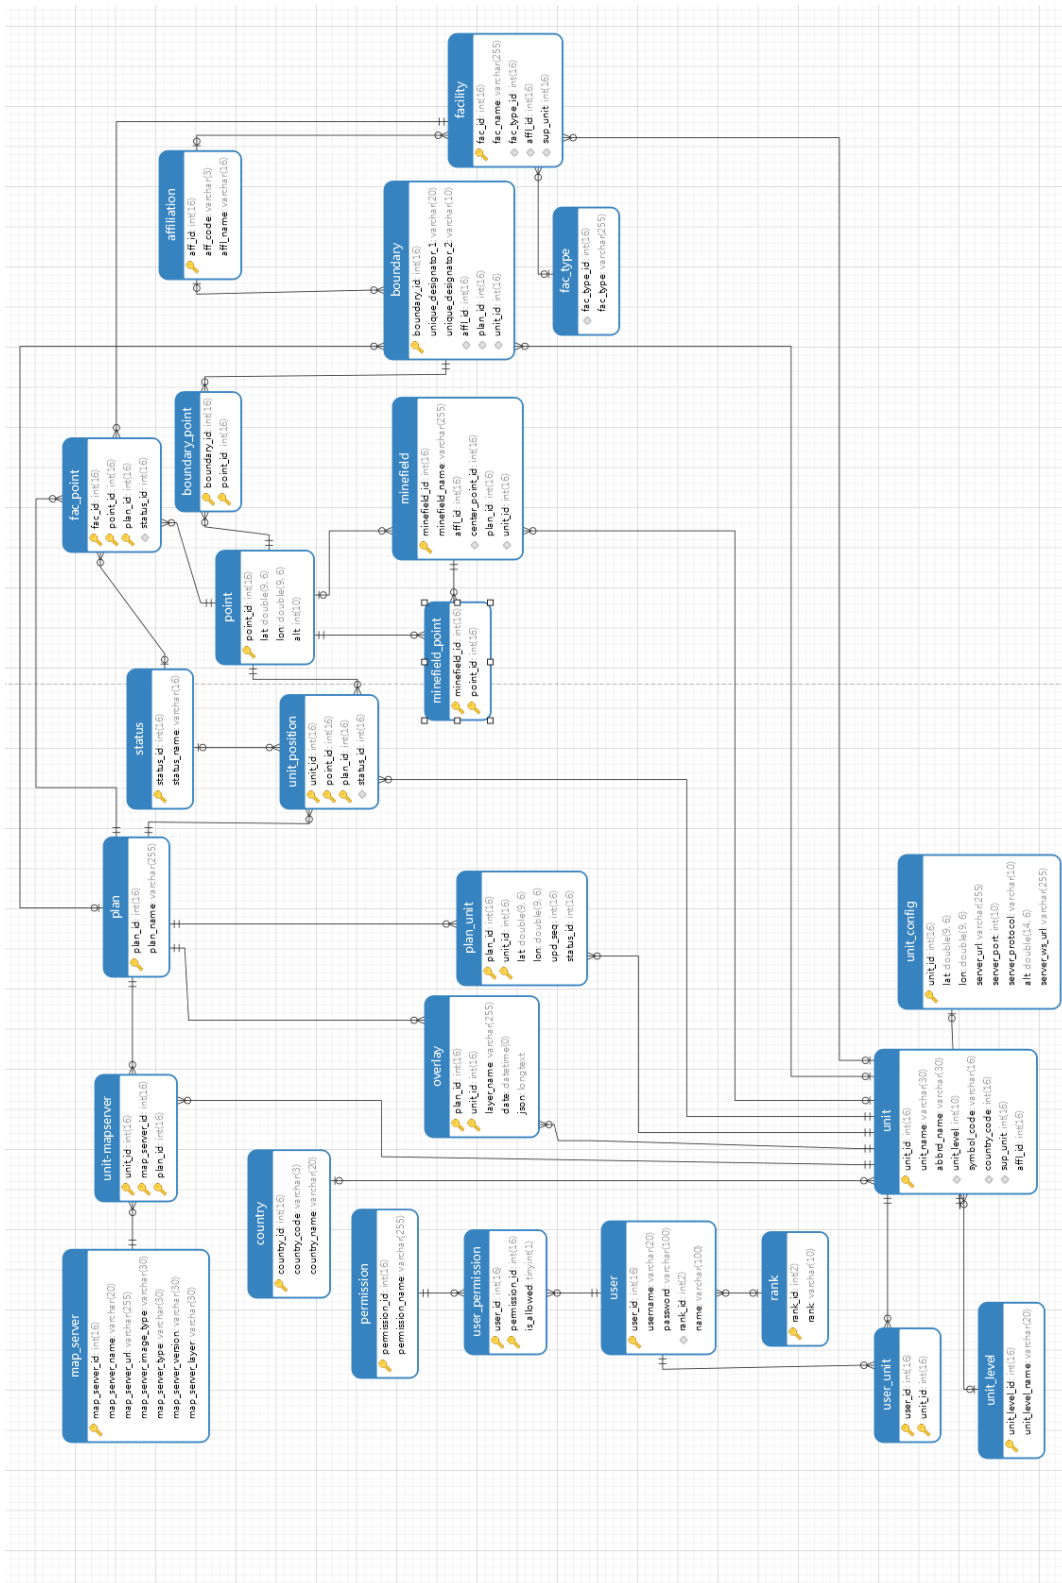 map_server
map_server_id: int(16)
map_server_name: varchar(20)
map_server_url: varchar(255)
map_server_image_type: varchar(30)
map_server_type: varchar(30)
map_server_version: varchar(30)
map_server_layer: varchar(30)
unit-mapserver
unit_id: int(16)
map_server_id: int(16)
plan_id: int(16)
plan
plan_id: int(16)
plan_name: varchar(255)
status
status_id: int(16)
status_name: varchar(16)
fac_point
fac_id: int(16)
point_id: int(16)
plan_id: int(16)
status_id: int(16)
affiliation
aff_id: int(16)
aff_code: varchar(3)
affl_name: varchar(16)
boundary_point
boundary_id: int(16)
point_id: int(16)
point
point_id: int(16)
lat: double(9, 6)
lon: double(9, 6)
alt: int(10)
country
country_id: int(16)
country_code: varchar(3)
country_name: varchar(20)
unit_position
unit_id: int(16)
point_id: int(16)
plan_id: int(16)
status_id: int(16)
permission
permission_id: int(16)
permission_name: varchar(255)
boundary
boundary_id: int(16)
unique_designator_1: varchar(20)
unique_designator_2: varchar(10)
affl_id: int(16)
plan_id: int(16)
unit_id: int(16)
minefield
minefield_id: int(16)
minefield_name: varchar(255)
affl_id: int(16)
center_point_id: int(16)
plan_id: int(16)
unit_id: int(16)
minefield_point
minefield_id: int(16)
point_id: int(16)
overlay
plan_id: int(16)
unit_id: int(16)
layer_name: varchar(255)
date: datetime(0)
json: longtext
facility
fac_id: int(16)
fac_name: varchar(255)
fac_type_id: int(16)
affl_id: int(16)
sup_unit: int(16)
plan_unit
plan_id: int(16)
unit_id: int(16)
lat: double(9, 6)
lon: double(9, 6)
upd_seq: int(16)
status_id: int(16)
user_permission
user_id: int(16)
permission_id: int(16)
is_allowed: tinyint(1)
fac_type
fac_type_id: int(16)
fac_type: varchar(255)
user
user_id: int(16)
username: varchar(20)
password: varchar(100)
rank_id: int(2)
name: varchar(100)
rank
rank_id: int(2)
rank: varchar(10)
user_unit
user_id: int(16)
unit_id: int(16)
unit
unit_id: int(16)
unit_name: varchar(30)
abbrd_name: varchar(30)
unit_level: int(10)
symbol_code: varchar(16)
country_code: int(16)
sup_unit: int(16)
affl_id: int(16)
unit_config
unit_id: int(16)
lat: double(9, 6)
lon: double(9, 6)
server_url: varchar(255)
server_port: int(10)
server_protocol: varchar(10)
alt: double(14, 6)
server_ws_url: varchar(255)
unit_level
unit_level_id: int(16)
unit_level_name: varchar(20)